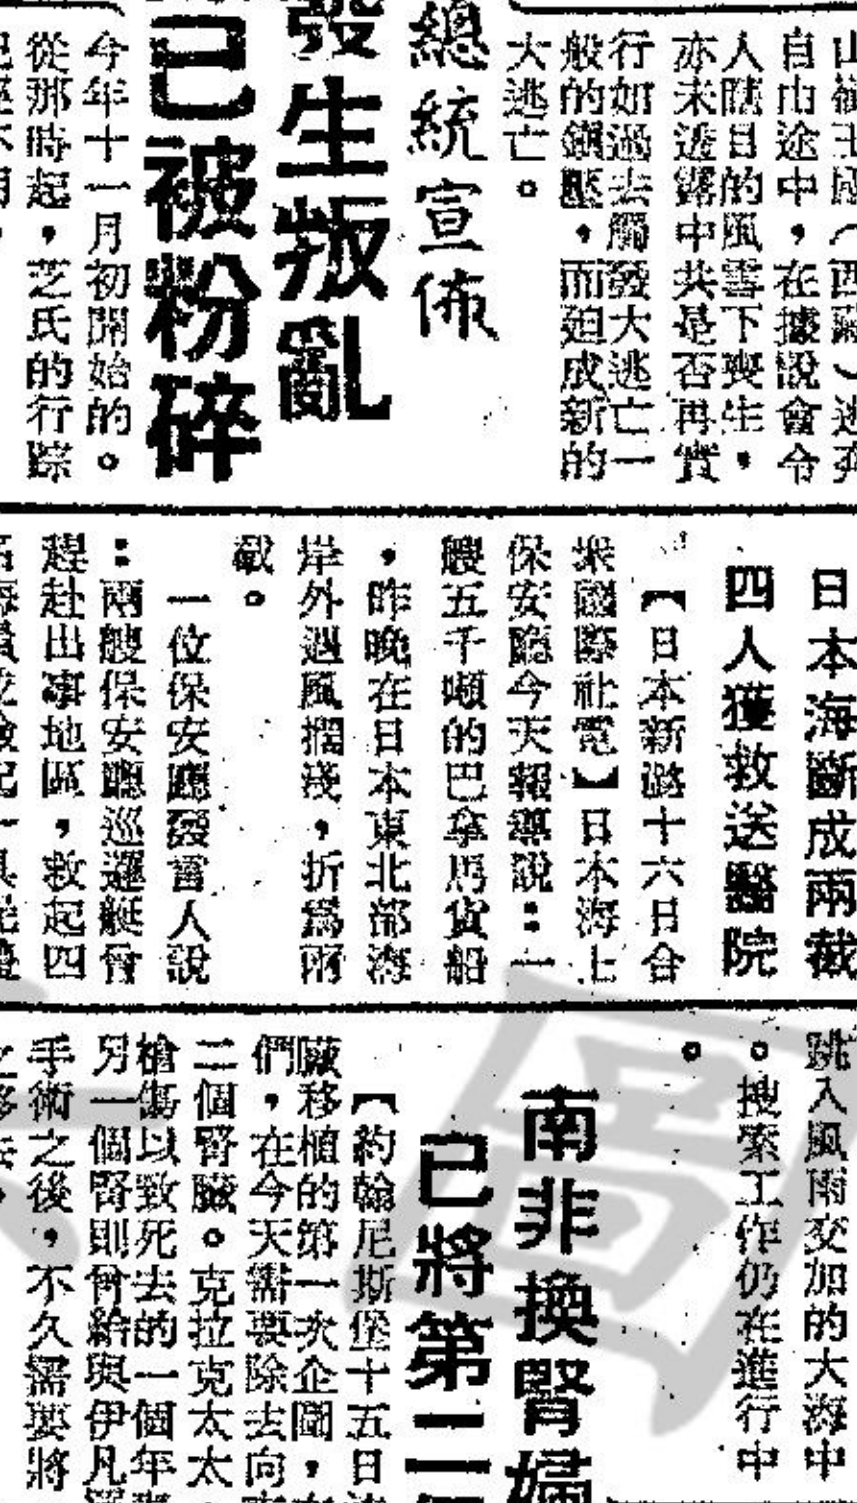 自由途中，在據說會令
人瞎目的風雪下喪生，
亦未透露中共是否再實
行如過去觸發大逃亡一
般的鎭壓，而廹成新的
大逃亡。
總統宣佈
發生叛亂
已被粉碎
今年十一月初開始的。
從那時起，芝氏的行踪
日本海斷成兩截
四人獲救送醫院
【日本新潞十六日合
衆國際社電】日本海上
保安廳今天報導說：一
艘五千噸的巴拿馬貨船
，昨晚在日本東北部海
岸外遇風擱淺，折爲兩
截。
一位保安廳發言人說
：兩艘保安廳巡邏艇曾
趕赴出事地區，救起四
跳入風雨交加的大海中
。搜索工作仍在進行中
。
南非換腎婦
已將第二
【約翰尼斯堡十五日
臟移植的第一次企圖，
們，在今天需要除去向
二個腎臟。克拉克太太
槍傷以致死去的一個年
另一個腎則曾給與伊凡
手術之後，不久需要將
圖